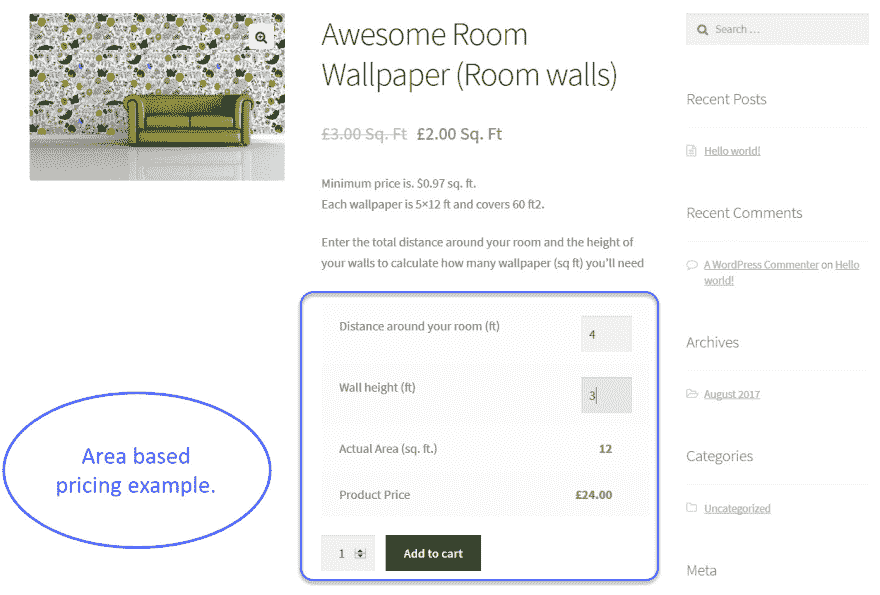 Awesome Room
Wallpaper (Room walls)
£3.00 Sq. Ft £2.00 Sq. Ft
Minimum price is. $0.97 sq. ft.
Each wallpaper is 5×12 ft and covers 60 ft2.
Enter the total distance around your room and the height of
your walls to calculate how many wallpaper (sq ft) you'll need
Distance around your room (ft)
4
Wall height (ft)
3
Actual Area (sq. ft.)
12
Product Price
£24.00
1
Add to cart
Area based
pricing example.
Search ...
Recent Posts
Hello world!
Recent Comments
A WordPress Commenter on Hello
world!
Archives
August 2017
Categories
Uncategorized
Meta